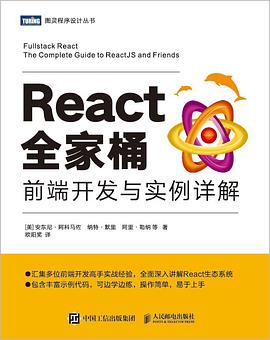 TURING 图灵程序设计丛书
Fullstack React
The Complete Guide to ReactJS and Friends
React
全家桶
前端开发与实例详解
[美] 安东尼·阿科马佐 纳特·默里 阿里·勒纳 等 著
欧阳奖 译
●汇集多位前端开发高手实战经验，全面深入讲解React生态系统
●包含丰富示例代码，可边学边练，操作简单，易于上手
中国工信出版集团 人民邮电出版社